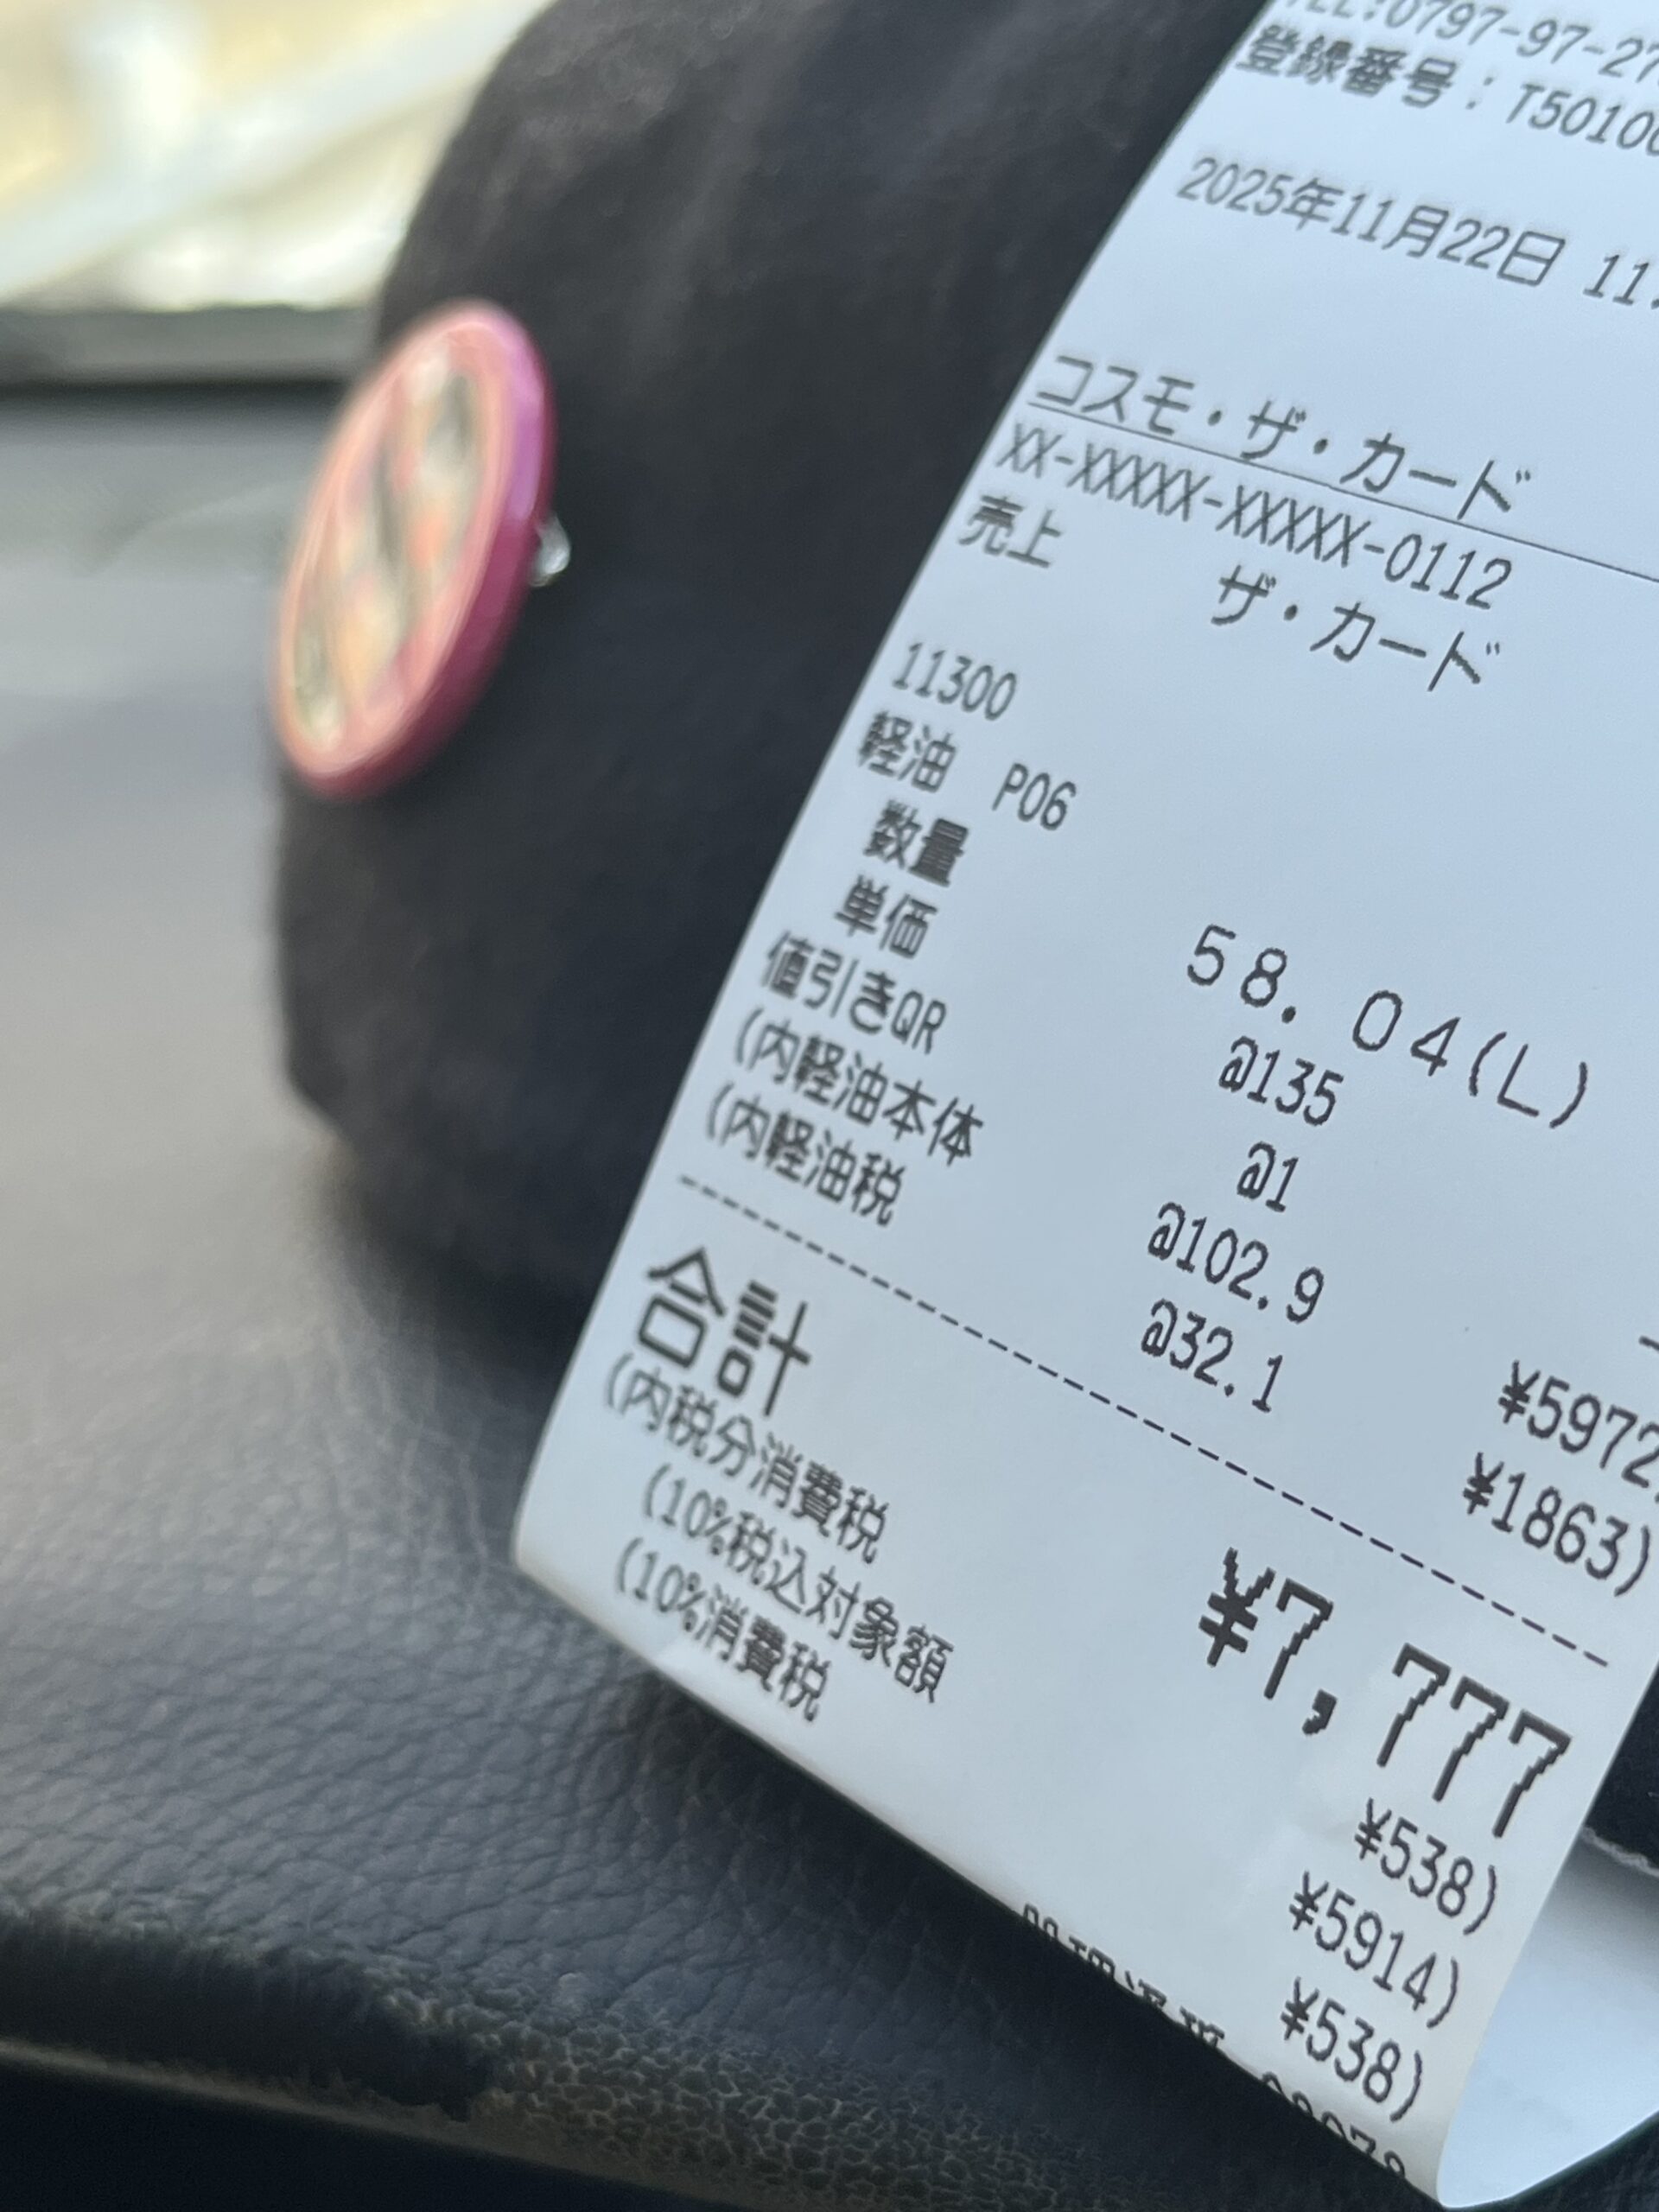 TEL:0797-97-27
登録番号:T50100
2025年11月22日 11:
コスモ・ザ・カード
XX-XXXXX-XXXXX-0112
売上 ザ・カード
11300
軽油 P06
数量 58.04(L)
単価 @135
値引きQR @1 -
(内軽油本体 @102.9 ¥5972
(内軽油税 @32.1 ¥1863)
合計 ¥7,777
(内税分消費税 ¥538)
(10%税込対象額 ¥5914)
(10%消費税 ¥538)